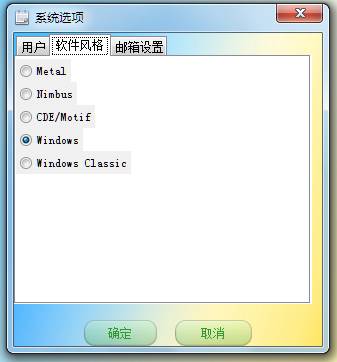 系统选项
用户 软件风格 邮箱设置
Metal
Nimbus
CDE/Motif
Windows
Windows Classic
确定 取消